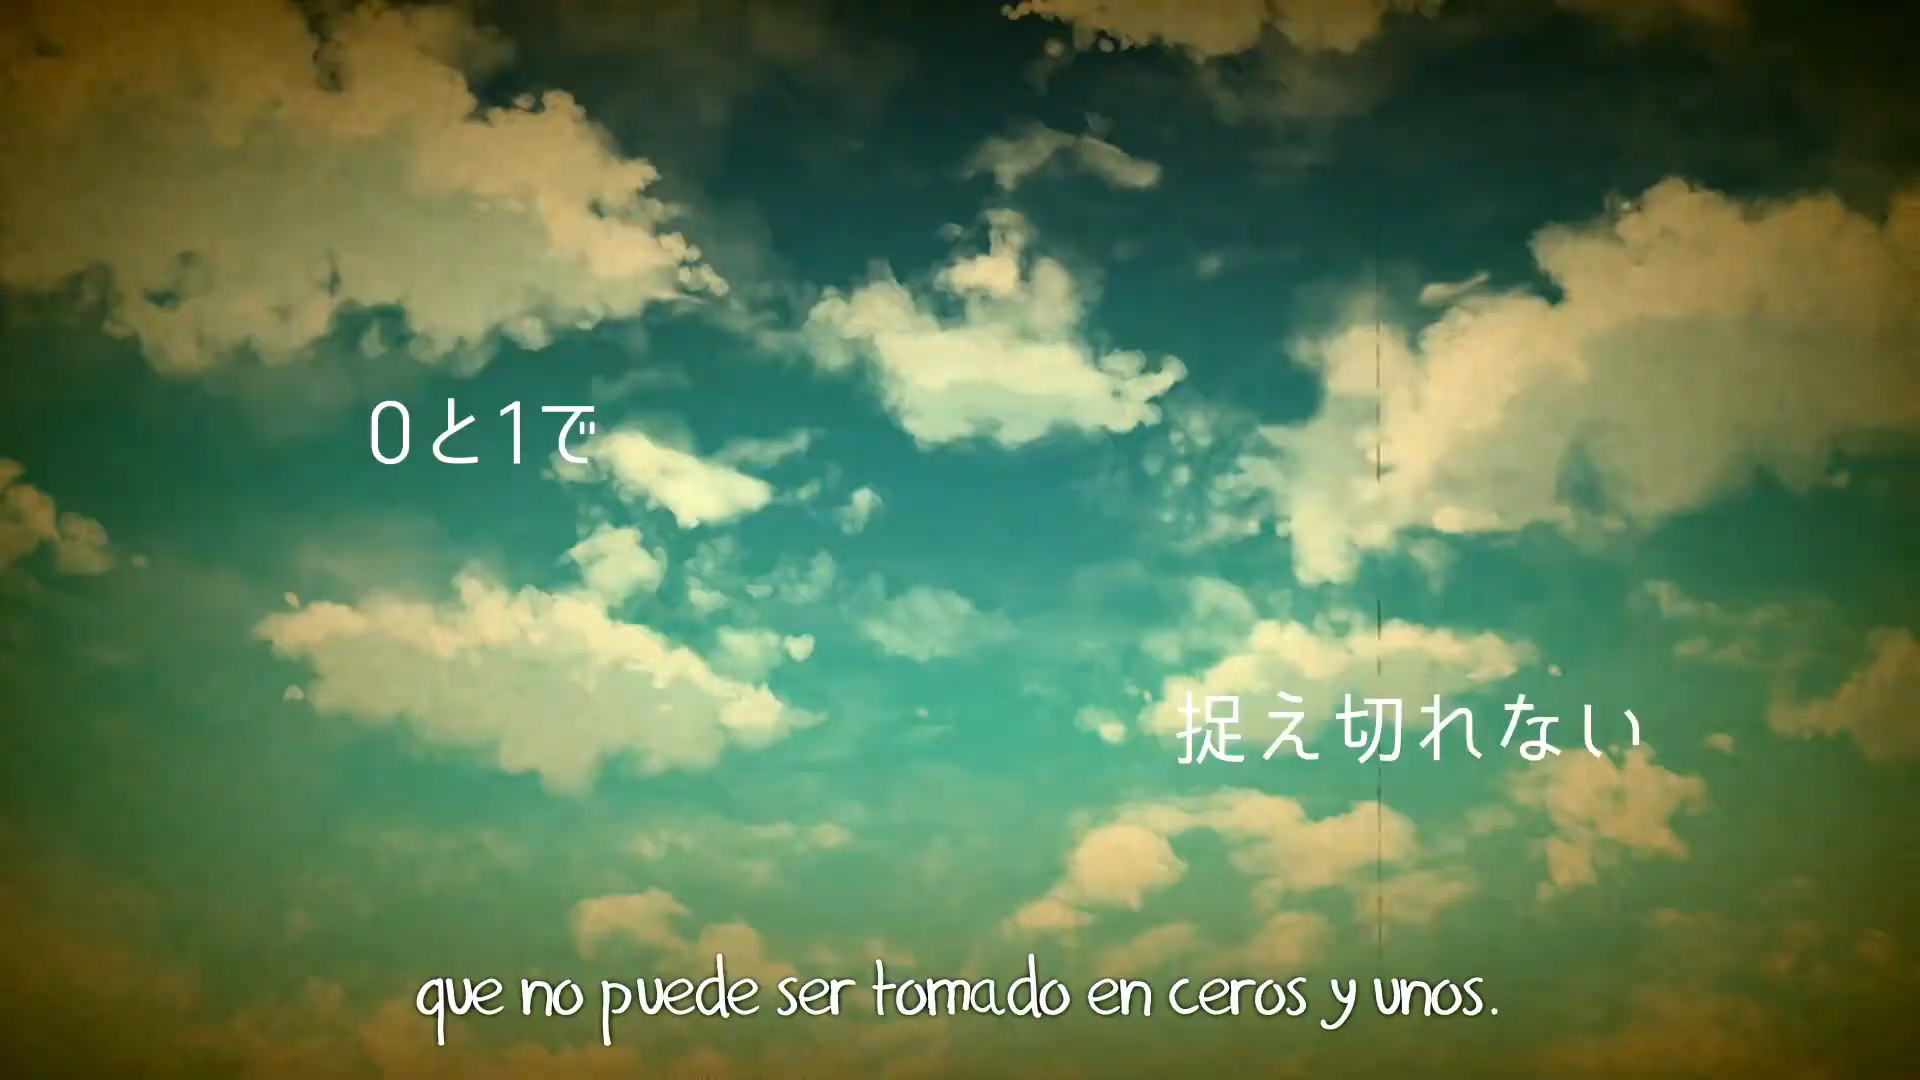 0と1で
捉え切れない
que no puede ser tomado en ceros y unos.